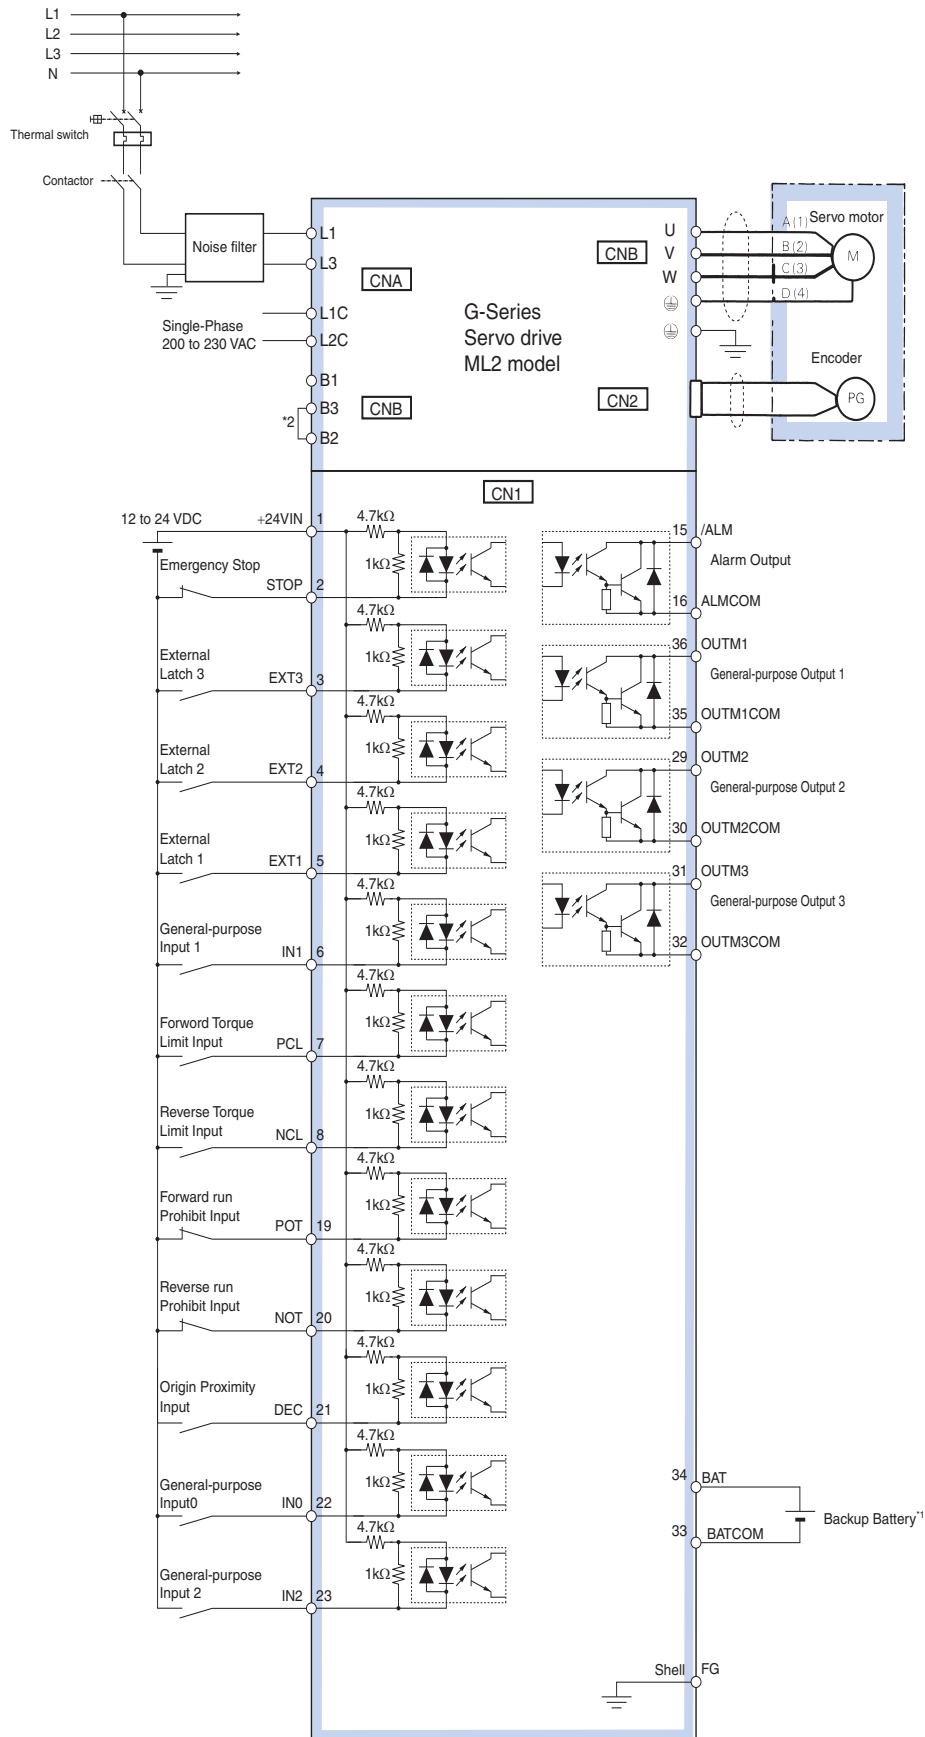 L1
L2
L3
N
Thermal switch
Contactor
Noise filter
L1
L3
CNA
Single-Phase
200 to 230 VAC
L1C
L2C
B1
B3
*2
B2
CNB
G-Series
Servo drive
ML2 model
U
V
W
CNB
CN2
A (1)
B (2)
C (3)
D (4)
Servo motor
M
Encoder
PG
CN1
12 to 24 VDC
+24VIN
1
4.7kΩ
1kΩ
Emergency Stop
STOP
2
4.7kΩ
1kΩ
External
Latch 3
EXT3
3
4.7kΩ
1kΩ
External
Latch 2
EXT2
4
4.7kΩ
1kΩ
External
Latch 1
EXT1
5
4.7kΩ
1kΩ
General-purpose
Input 1
IN1
6
4.7kΩ
1kΩ
Forword Torque
Limit Input
PCL
7
4.7kΩ
1kΩ
Reverse Torque
Limit Input
NCL
8
4.7kΩ
1kΩ
Forward run
Prohibit Input
POT
19
4.7kΩ
1kΩ
Reverse run
Prohibit Input
NOT
20
4.7kΩ
1kΩ
Origin Proximity
Input
DEC
21
4.7kΩ
1kΩ
General-purpose
Input0
IN0
22
4.7kΩ
1kΩ
General-purpose
Input 2
IN2
23
15
/ALM
Alarm Output
16
ALMCOM
36
OUTM1
General-purpose Output 1
35
OUTM1COM
29
OUTM2
General-purpose Output 2
30
OUTM2COM
31
OUTM3
General-purpose Output 3
32
OUTM3COM
34
BAT
Backup Battery*1
33
BATCOM
Shell
FG